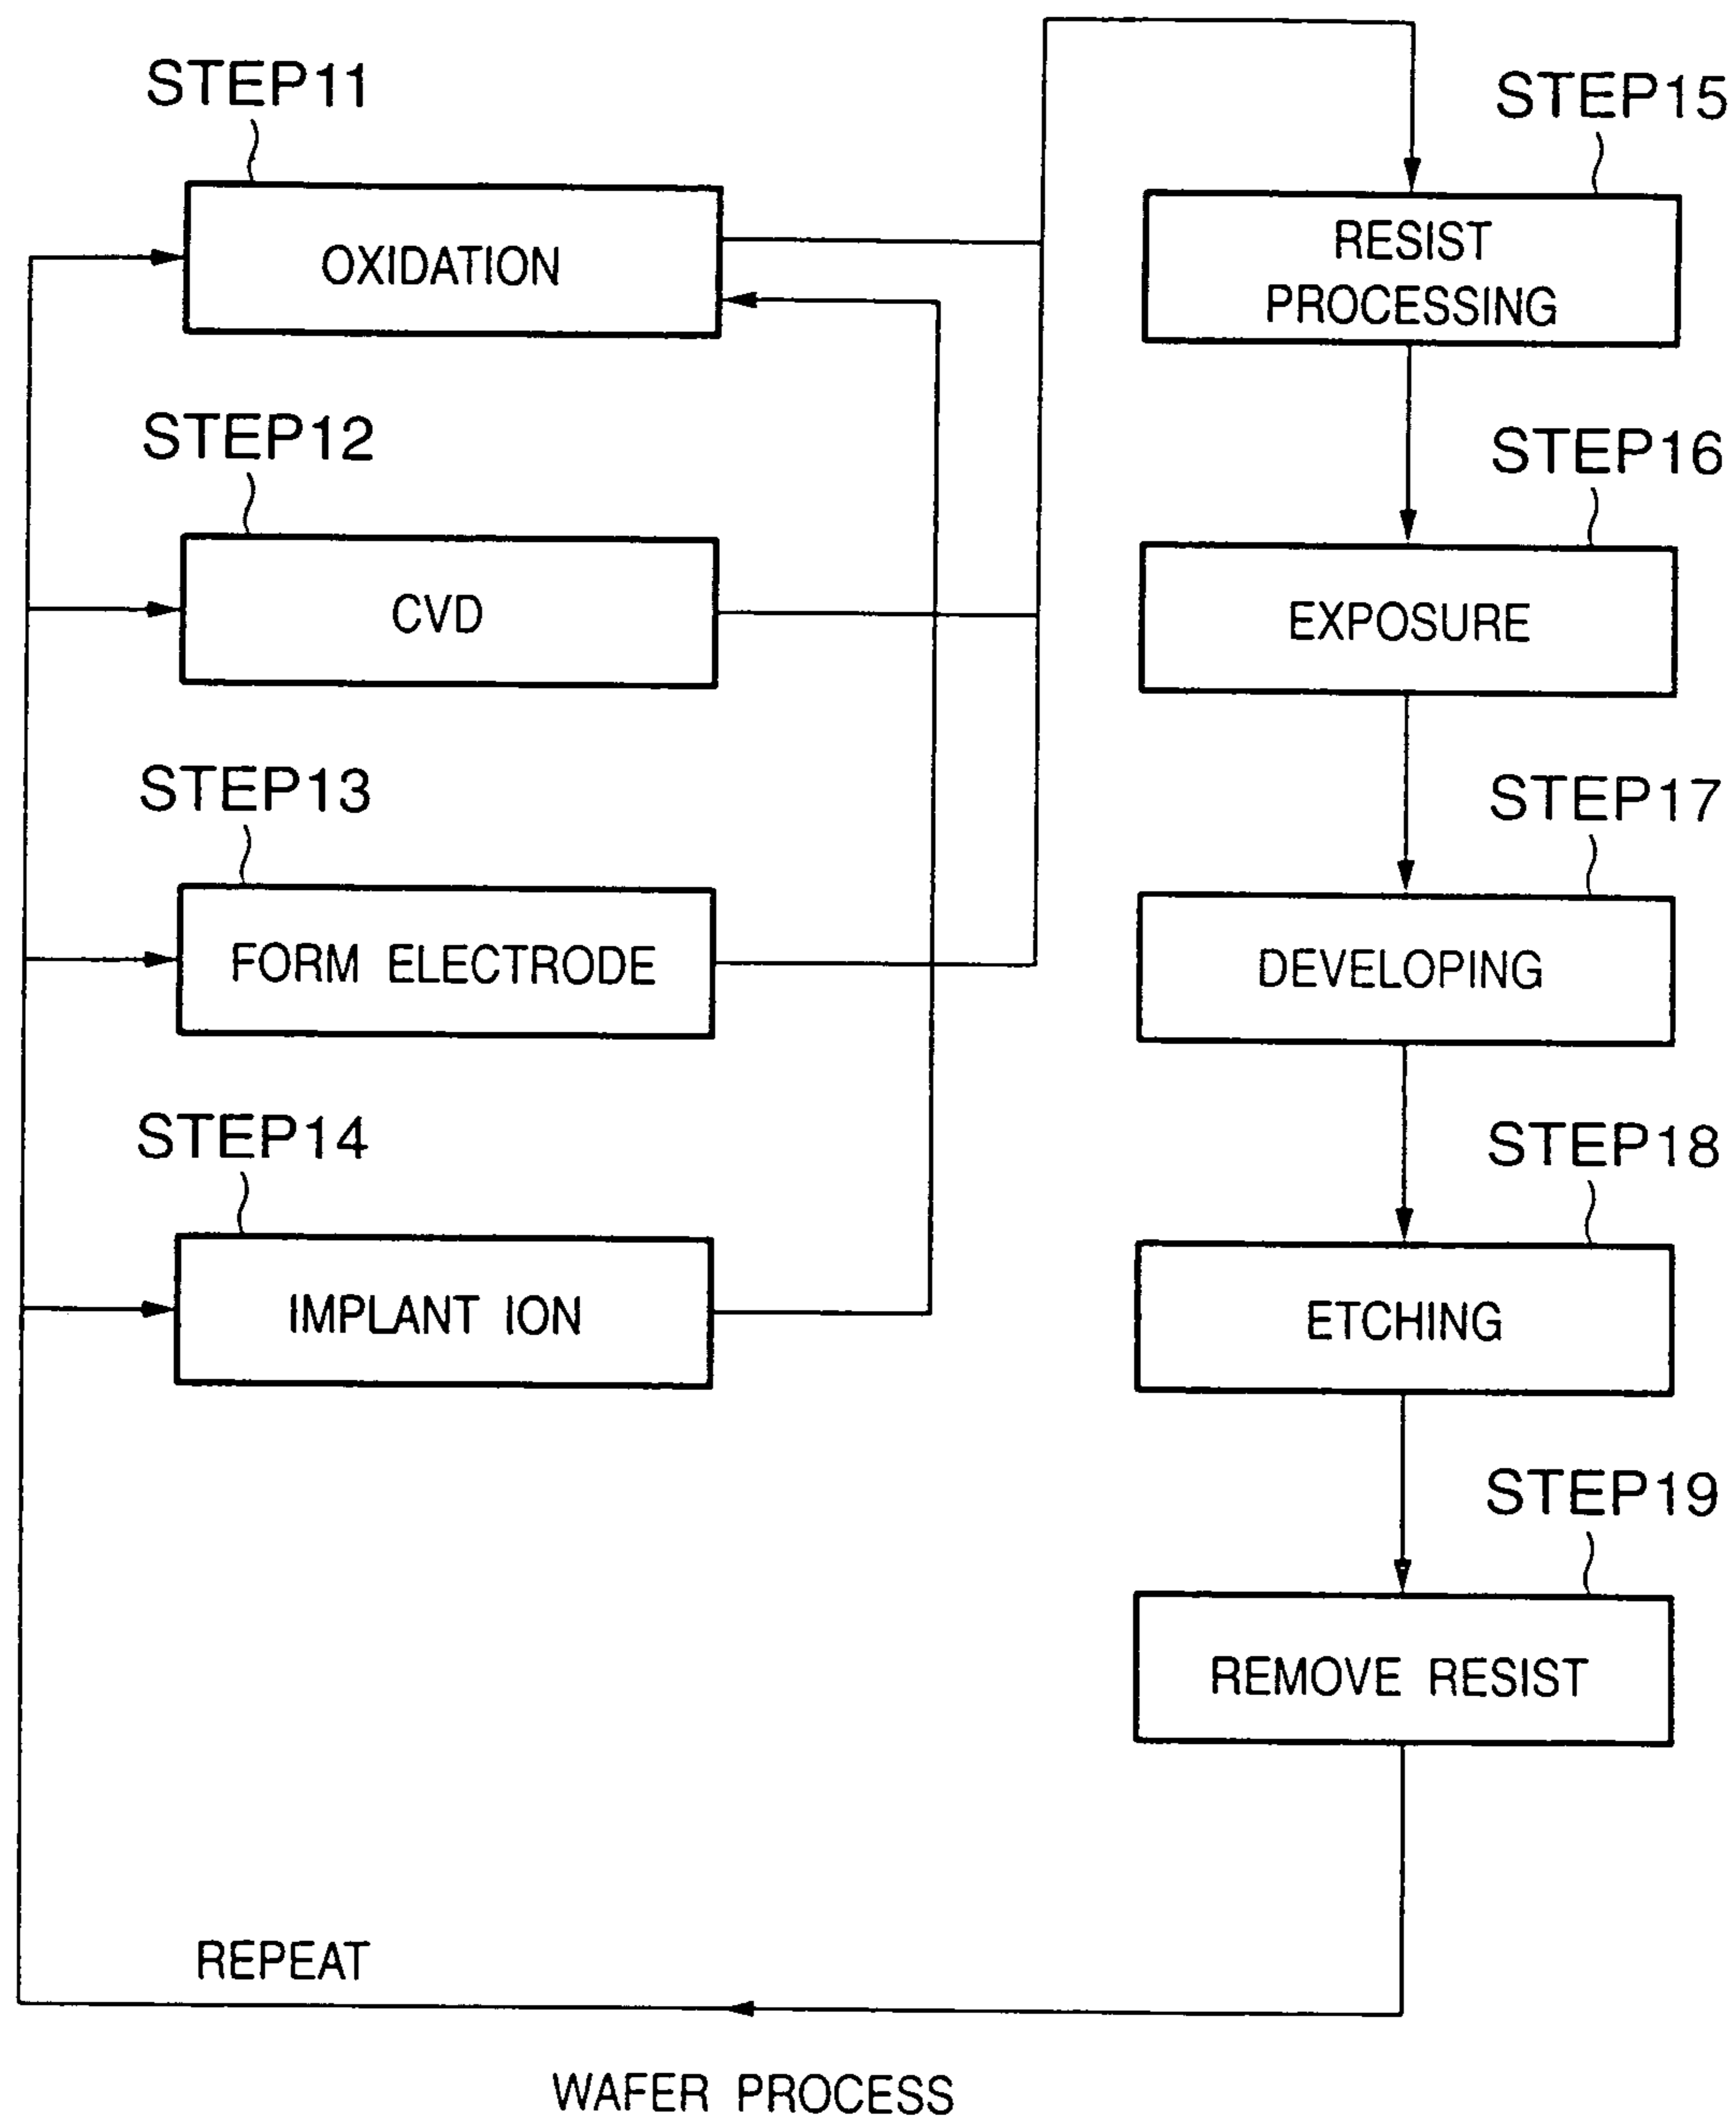 STEP11
OXIDATION
STEP12
CVD
STEP13
FORM ELECTRODE
STEP14
IMPLANT ION
STEP15
RESIST
PROCESSING
STEP16
EXPOSURE
STEP17
DEVELOPING
STEP18
ETCHING
STEP19
REMOVE RESIST
REPEAT
WAFER PROCESS